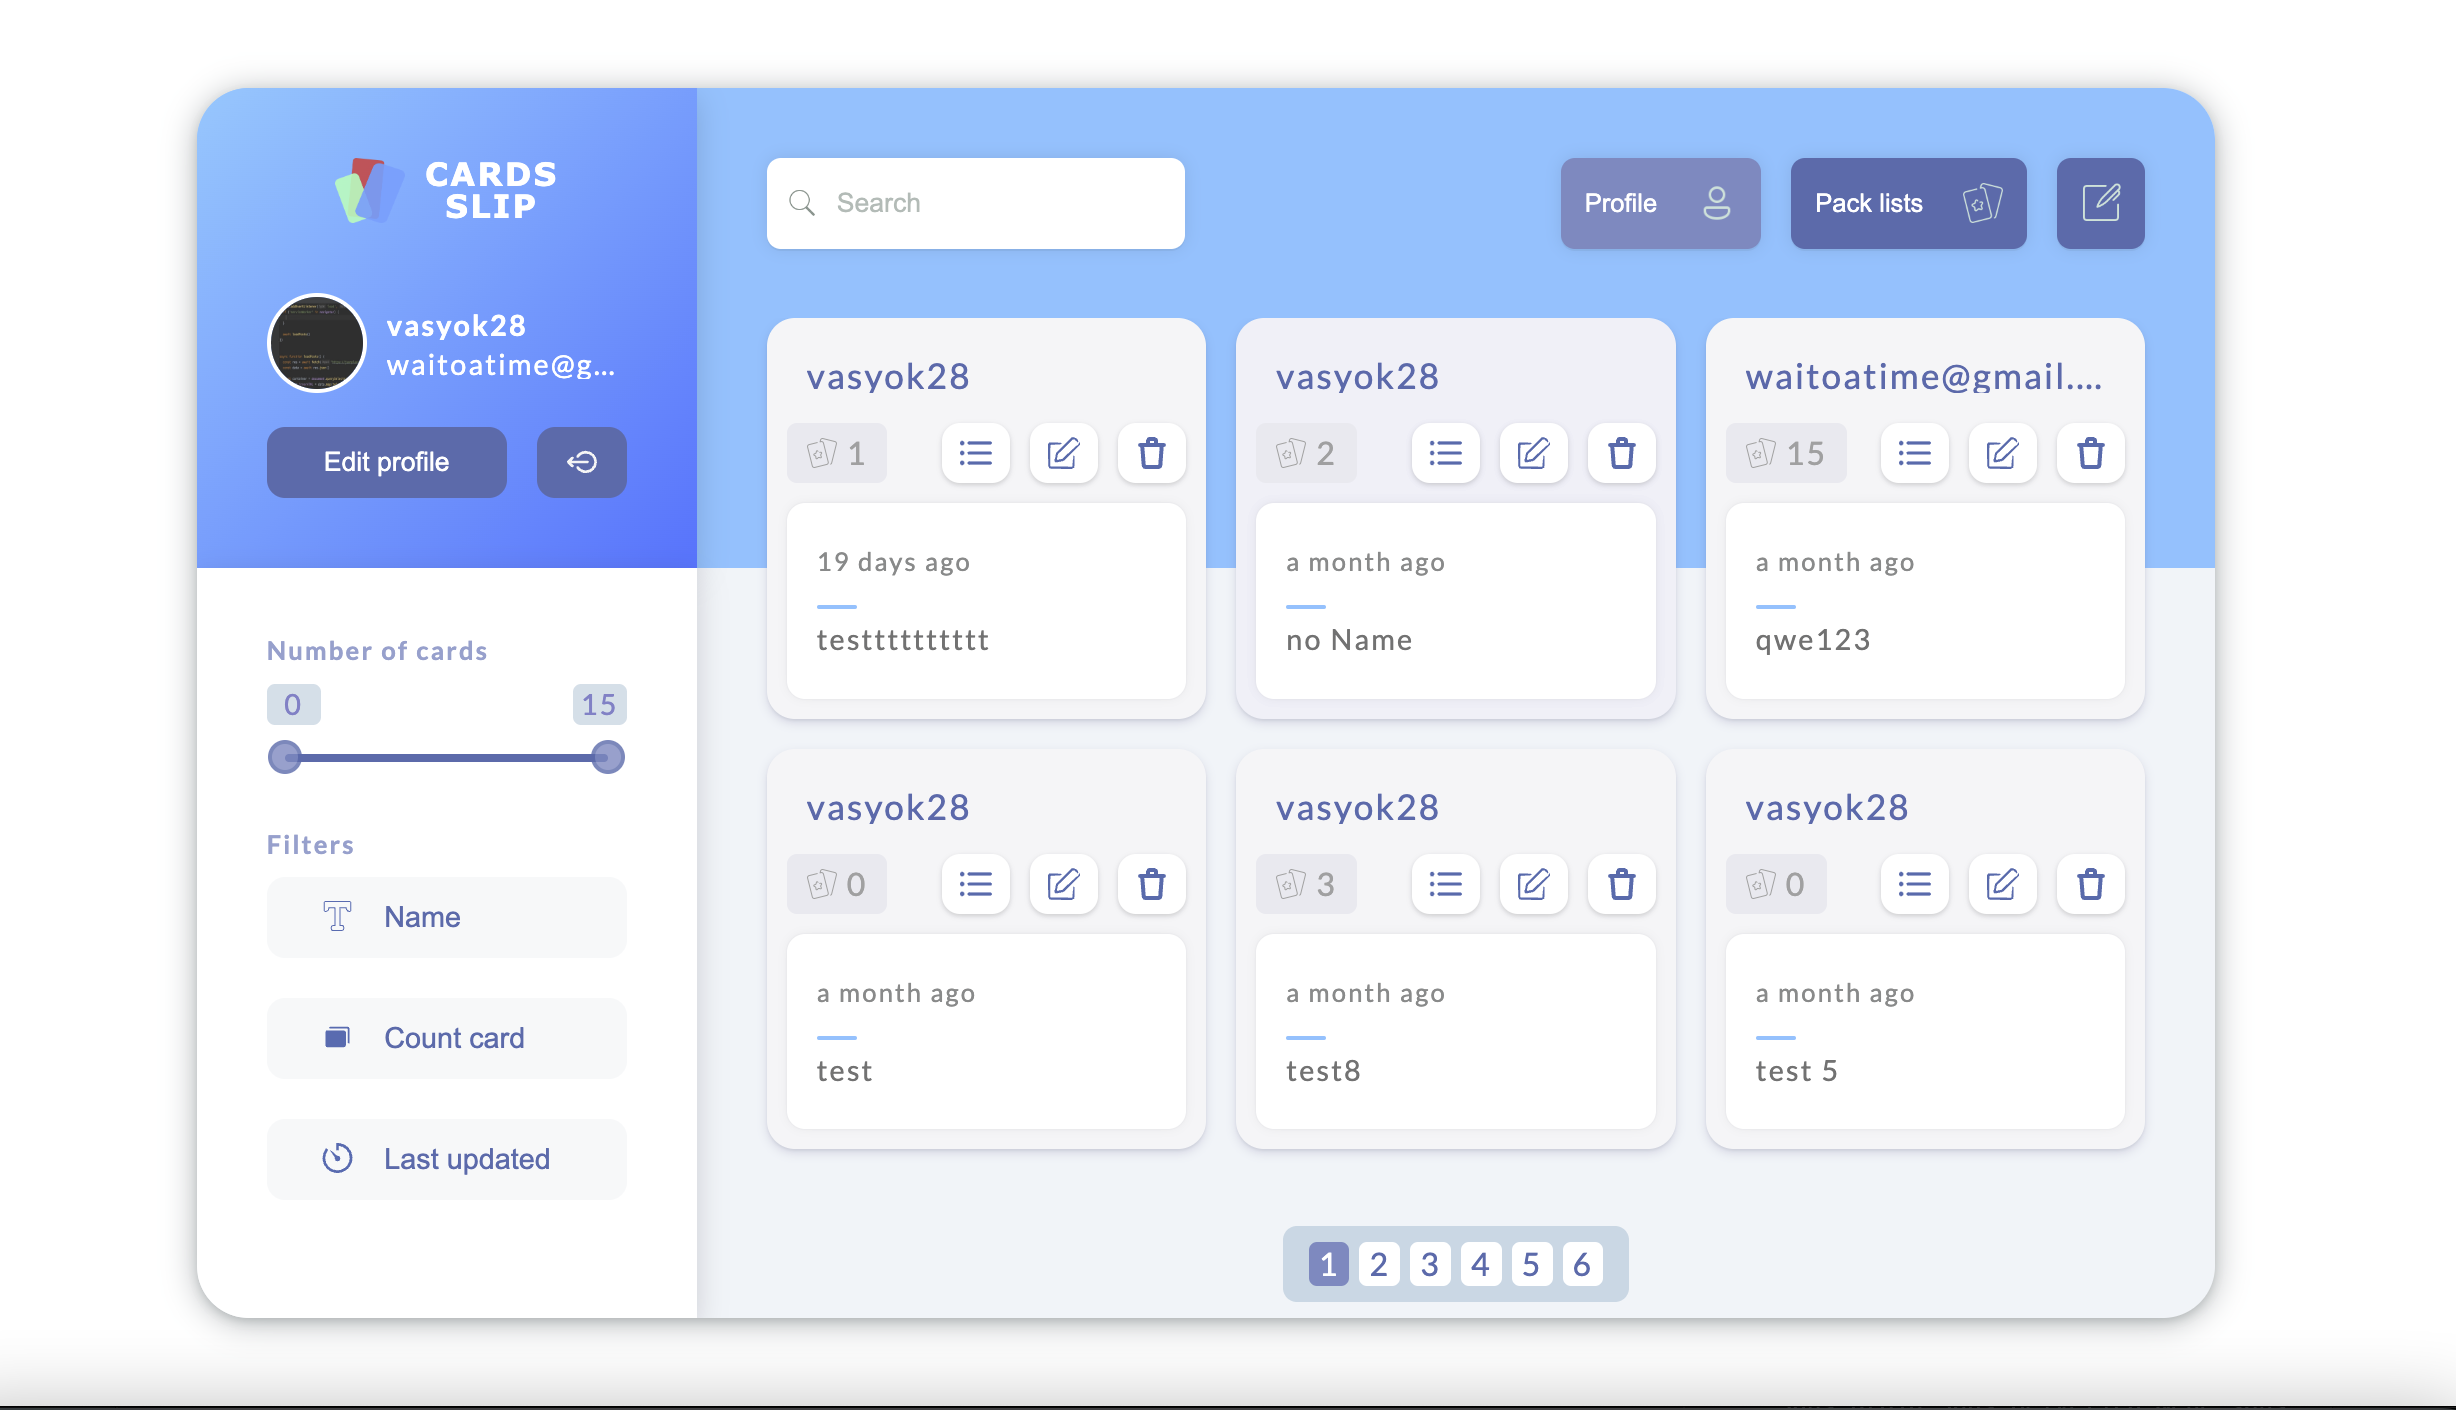 CARDS
SLIP
vasyok28
waitoatime@g...
Edit profile
Number of cards
0 15
Filters
Name
Count card
Last updated
Search
Profile
Pack lists
vasyok28
1
19 days ago
testttttttttt
vasyok28
2
a month ago
no Name
waitoatime@gmail....
15
a month ago
qwe123
vasyok28
0
a month ago
test
vasyok28
3
a month ago
test8
vasyok28
0
a month ago
test 5
1 2 3 4 5 6